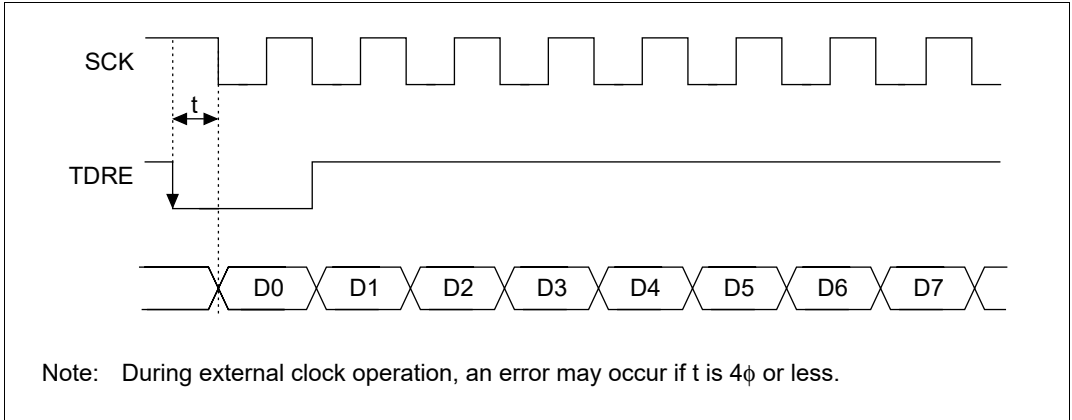 SCK
t
TDRE
D0 D1 D2 D3 D4 D5 D6 D7
Note: During external clock operation, an error may occur if t is 4ϕ or less.